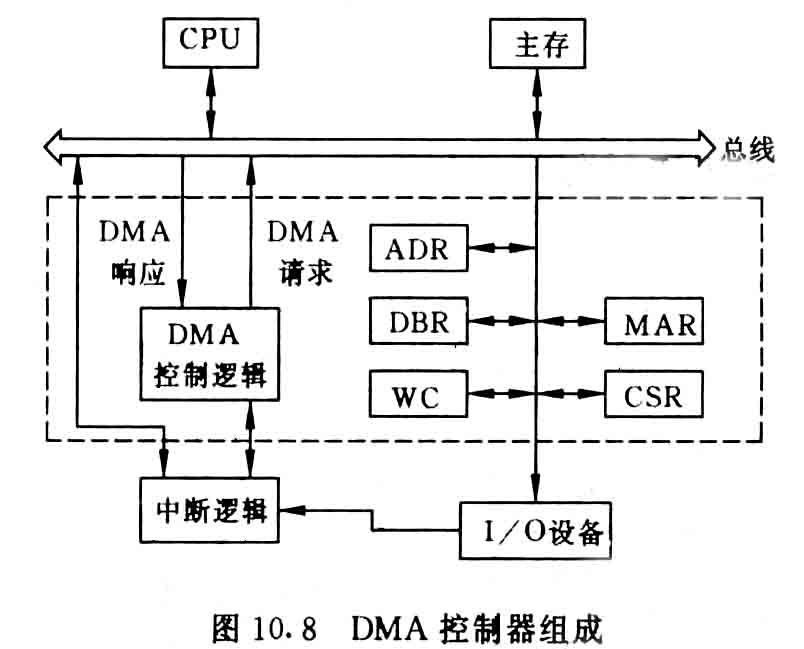 CPU
主存
总线
DMA
响应
DMA
请求
ADR
DMA
控制逻辑
DBR
MAR
WC
CSR
中断逻辑
I/O设备
图 10.8 DMA 控制器组成